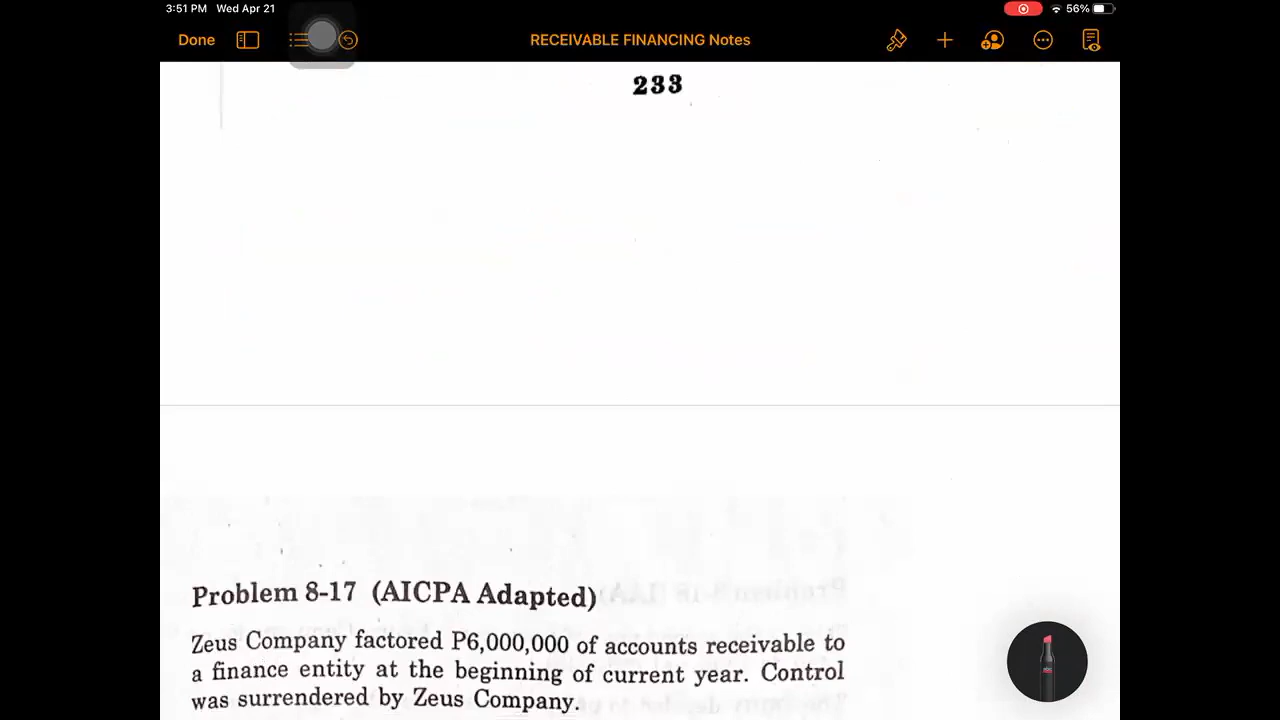 3:51 PM Wed Apr 21
56%
Done
RECEIVABLE FINANCING Notes
233
Problem 8-17 (AICPA Adapted)
Zeus Company factored P6,000,000 of accounts receivable to
a finance entity at the beginning of current year. Control
was surrendered by Zeus Company.